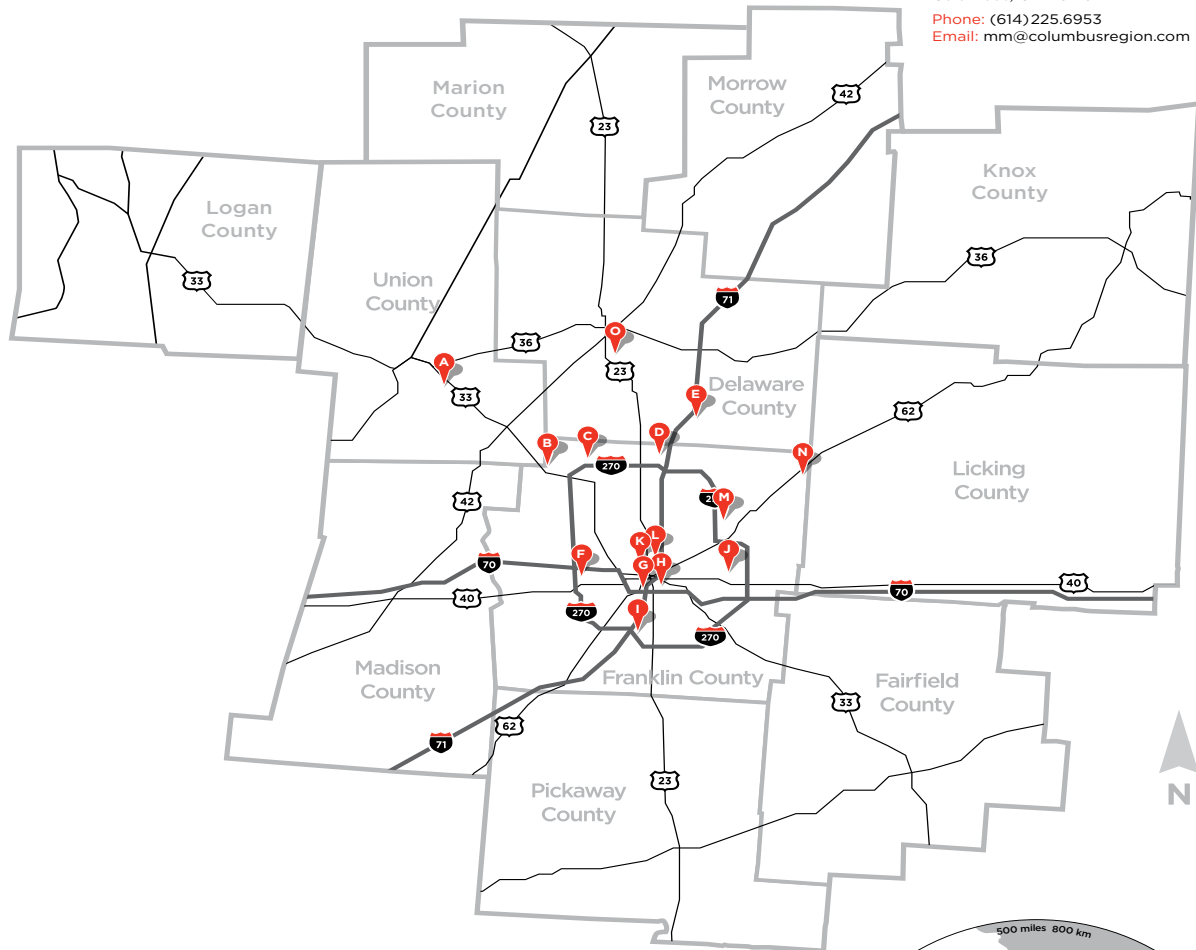 Phone: (614)225.6953
Email: mm@columbusregion.com
Marion
County
Morrow
County
42
23
Knox
County
Logan
County
36
33
Union
County
71
O
36
A
23
33
E
Delaware
County
62
B
C
D
N
270
Licking
County
42
M
K
L
F
J
70
G
H
40
70
40
270
I
270
Madison
County
Franklin County
Fairfield
County
33
62
71
N
23
Pickaway
County
500 miles 800 km